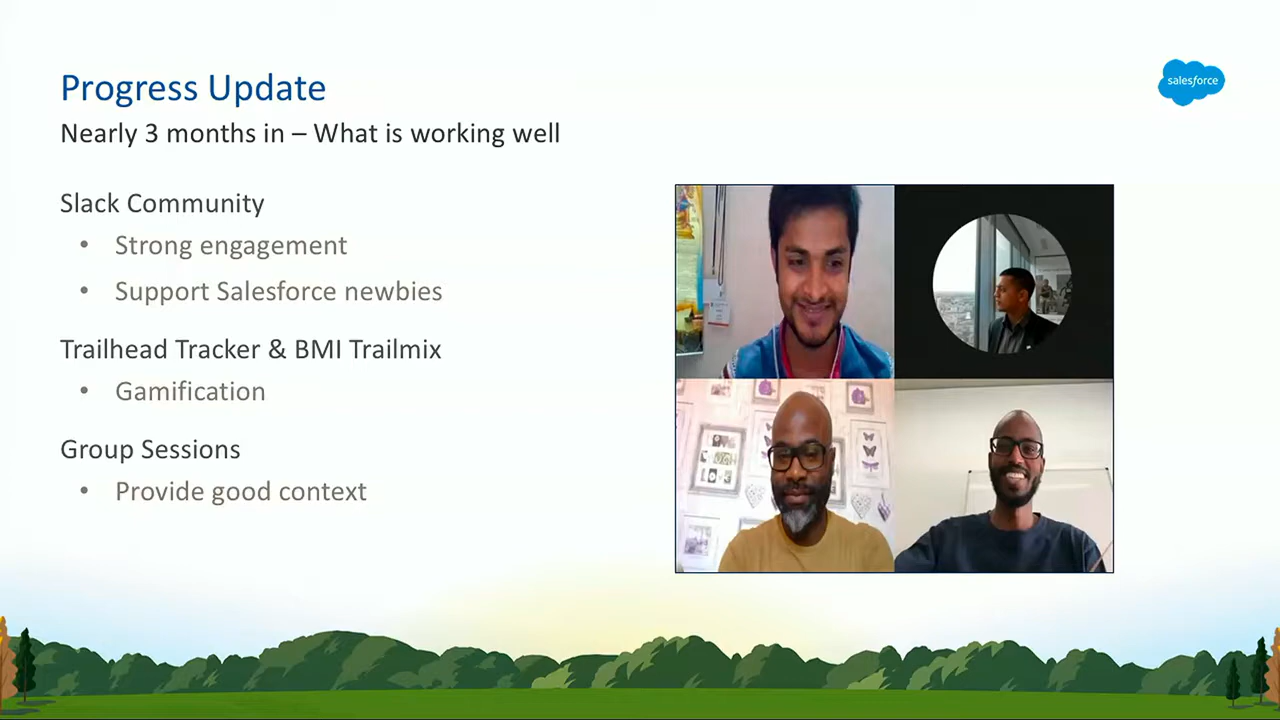 Progress Update
salesforce
Nearly 3 months in – What is working well
Slack Community
• Strong engagement
• Support Salesforce newbies
Trailhead Tracker & BMI Trailmix
• Gamification
Group Sessions
• Provide good context